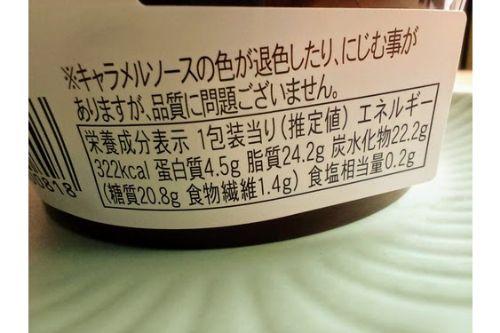 ※キャラメルソースの色が退色したり、にじむ事が
ありますが、品質に問題ございません。
栄養成分表示 1包装当り(推定値) エネルギー
322kcal 蛋白質4.5g 脂質24.2g 炭水化物22.2g
(糖質20.8g 食物繊維1.4g) 食塩相当量0.2g
00818